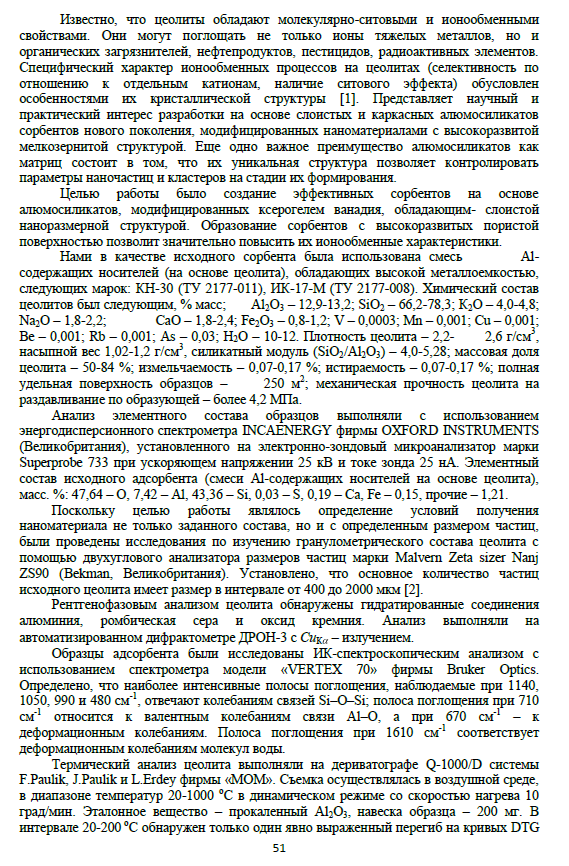 Известно, что цеолиты обладают молекулярно-ситовыми и ионообменными
свойствами. Они могут поглощать не только ионы тяжелых металлов, но и
органических загрязнителей, нефтепродуктов, пестицидов, радиоактивных элементов.
Специфический характер ионообменных процессов на цеолитах (селективность по
отношению к отдельным катионам, наличие ситового эффекта) обусловлен
особенностями их кристаллической структуры [1]. Представляет научный и
практический интерес разработки на основе слоистых и каркасных алюмосиликатов
сорбентов нового поколения, модифицированных наноматериалами с высокоразвитой
мелкозернитой структурой. Еще одно важное преимущество алюмосиликатов как
матриц состоит в том, что их уникальная структура позволяет контролировать
параметры наночастиц и кластеров на стадии их формирования.
Целью работы было создание эффективных сорбентов на основе
алюмосиликатов, модифицированных ксерогелем ванадия, обладающим- слоистой
наноразмерной структурой. Образование сорбентов с высокоразвитых пористой
поверхностью позволит значительно повысить их ионообменные характеристики.
Нами в качестве исходного сорбента была использована смесь Al-
содержащих носителей (на основе цеолита), обладающих высокой металлоемкостью,
следующих марок: КН-30 (ТУ 2177-011), ИК-17-М (ТУ 2177-008). Химический состав
цеолитов был следующим, % масс: Al₂O₃ – 12,9-13,2; SiO₂ – 66,2-78,3; K₂O – 4,0-4,8;
Na₂O – 1,8-2,2; CaO – 1,8-2,4; Fe₂O₃ – 0,8-1,2; V – 0,0003; Mn – 0,001; Cu – 0,001;
Be – 0,001; Rb – 0,001; As – 0,03; H₂O – 10-12. Плотность цеолита – 2,2- 2,6 г/см³,
насыпной вес 1,02-1,2 г/см³, силикатный модуль (SiO₂/Al₂O₃) – 4,0-5,28; массовая доля
цеолита – 50-84 %; измельчаемость – 0,07-0,17 %; истираемость – 0,07-0,17 %; полная
удельная поверхность образцов – 250 м²; механическая прочность цеолита на
раздавливание по образующей – более 4,2 МПа.
Анализ элементного состава образцов выполняли с использованием
энергодисперсионного спектрометра INCAENERGY фирмы OXFORD INSTRUMENTS
(Великобритания), установленного на электронно-зондовый микроанализатор марки
Superprobe 733 при ускоряющем напряжении 25 кВ и токе зонда 25 нА. Элементный
состав исходного адсорбента (смеси Al-содержащих носителей на основе цеолита),
масс. %: 47,64 – O, 7,42 – Al, 43,36 – Si, 0,03 – S, 0,19 – Ca, Fe – 0,15, прочие – 1,21.
Поскольку целью работы являлось определение условий получения
наноматериала не только заданного состава, но и с определенным размером частиц,
были проведены исследования по изучению гранулометрического состава цеолита с
помощью двухуглового анализатора размеров частиц марки Malvern Zeta sizer Nanj
ZS90 (Bekman, Великобритания). Установлено, что основное количество частиц
исходного цеолита имеет размер в интервале от 400 до 2000 мкм [2].
Рентгенофазовым анализом цеолита обнаружены гидратированные соединения
алюминия, ромбическая сера и оксид кремния. Анализ выполняли на
автоматизированном дифрактометре ДРОН-3 с CuKα – излучением.
Образцы адсорбента были исследованы ИК-спектроскопическим анализом с
использованием спектрометра модели «VERTEX 70» фирмы Bruker Optics.
Определено, что наиболее интенсивные полосы поглощения, наблюдаемые при 1140,
1050, 990 и 480 см⁻¹, отвечают колебаниям связей Si–O–Si; полоса поглощения при 710
см⁻¹ относится к валентным колебаниям связи Al–O, а при 670 см⁻¹ – к
деформационным колебаниям. Полоса поглощения при 1610 см⁻¹ соответствует
деформационным колебаниям молекул воды.
Термический анализ цеолита выполняли на дериватографе Q-1000/D системы
F.Paulik, J.Paulik и L.Erdey фирмы «МОМ». Съемка осуществлялась в воздушной среде,
в диапазоне температур 20-1000 ⁰С в динамическом режиме со скоростью нагрева 10
град/мин. Эталонное вещество – прокаленный Al₂O₃, навеска образца – 200 мг. В
интервале 20-200 ⁰С обнаружен только один явно выраженный перегиб на кривых DTG
51